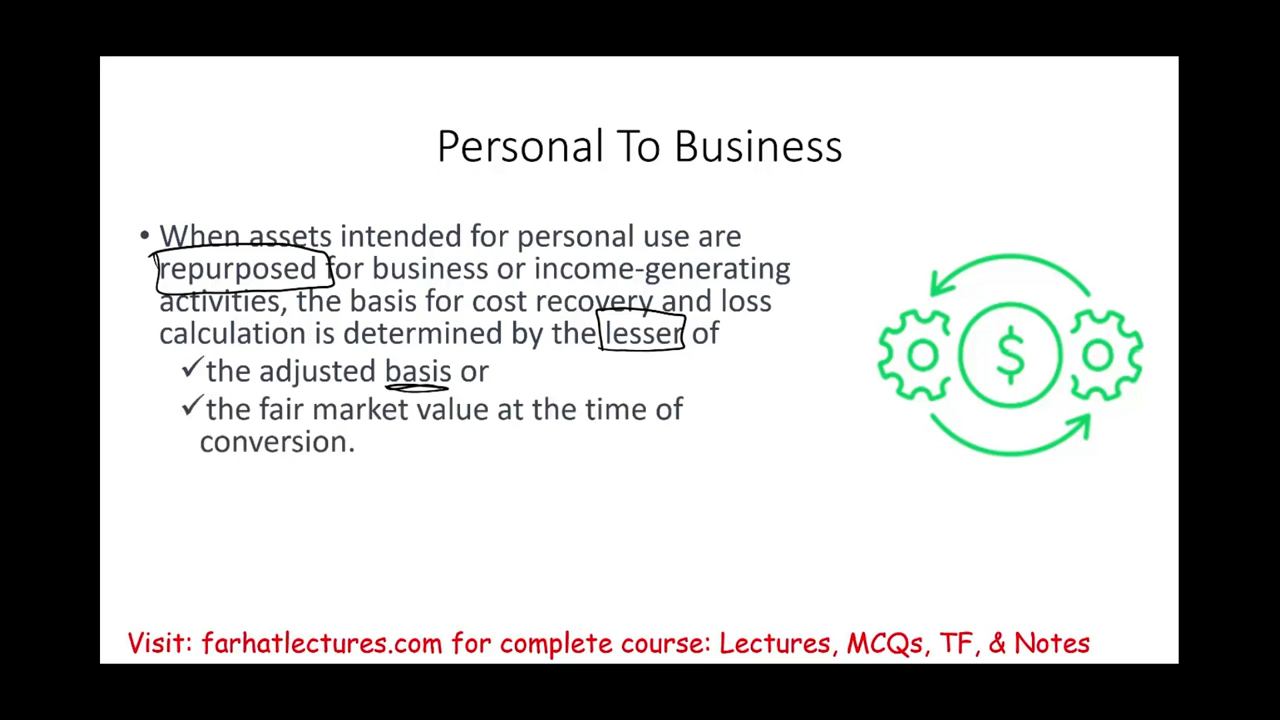 Personal To Business
• When assets intended for personal use are
repurposed for business or income-generating
activities, the basis for cost recovery and loss
calculation is determined by the lesser of
✓the adjusted basis or
✓the fair market value at the time of
conversion.
$
Visit: farhatlectures.com for complete course: Lectures, MCQs, TF, & Notes